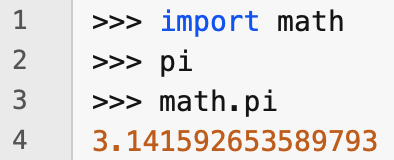 1 >>> import math
2 >>> pi
3 >>> math.pi
4 3.141592653589793